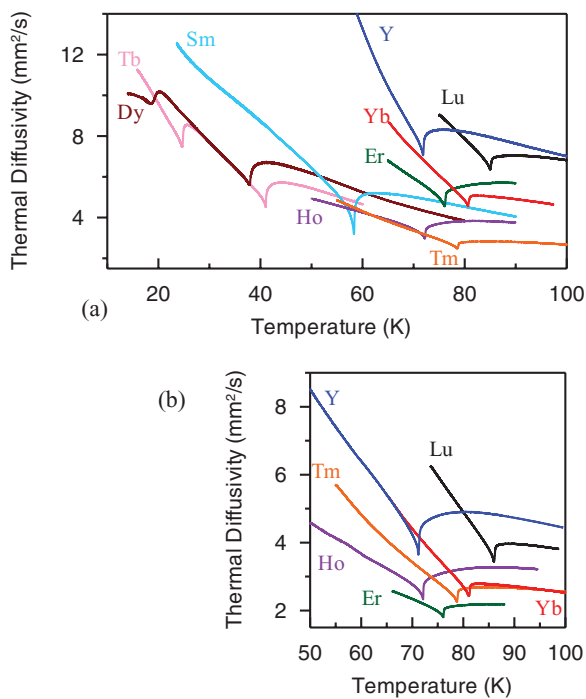 Thermal Diffusivity (mm²/s)
14
12
8
4
Sm
Tb
Dy
Y
Lu
Yb
Er
Ho
Tm
(a)
20 40 60 80 100
Temperature (K)
(b)
Thermal Diffusivity (mm²/s)
8
6
4
2
Y
Lu
Tm
Ho
Er
Yb
50 60 70 80 90 100
Temperature (K)